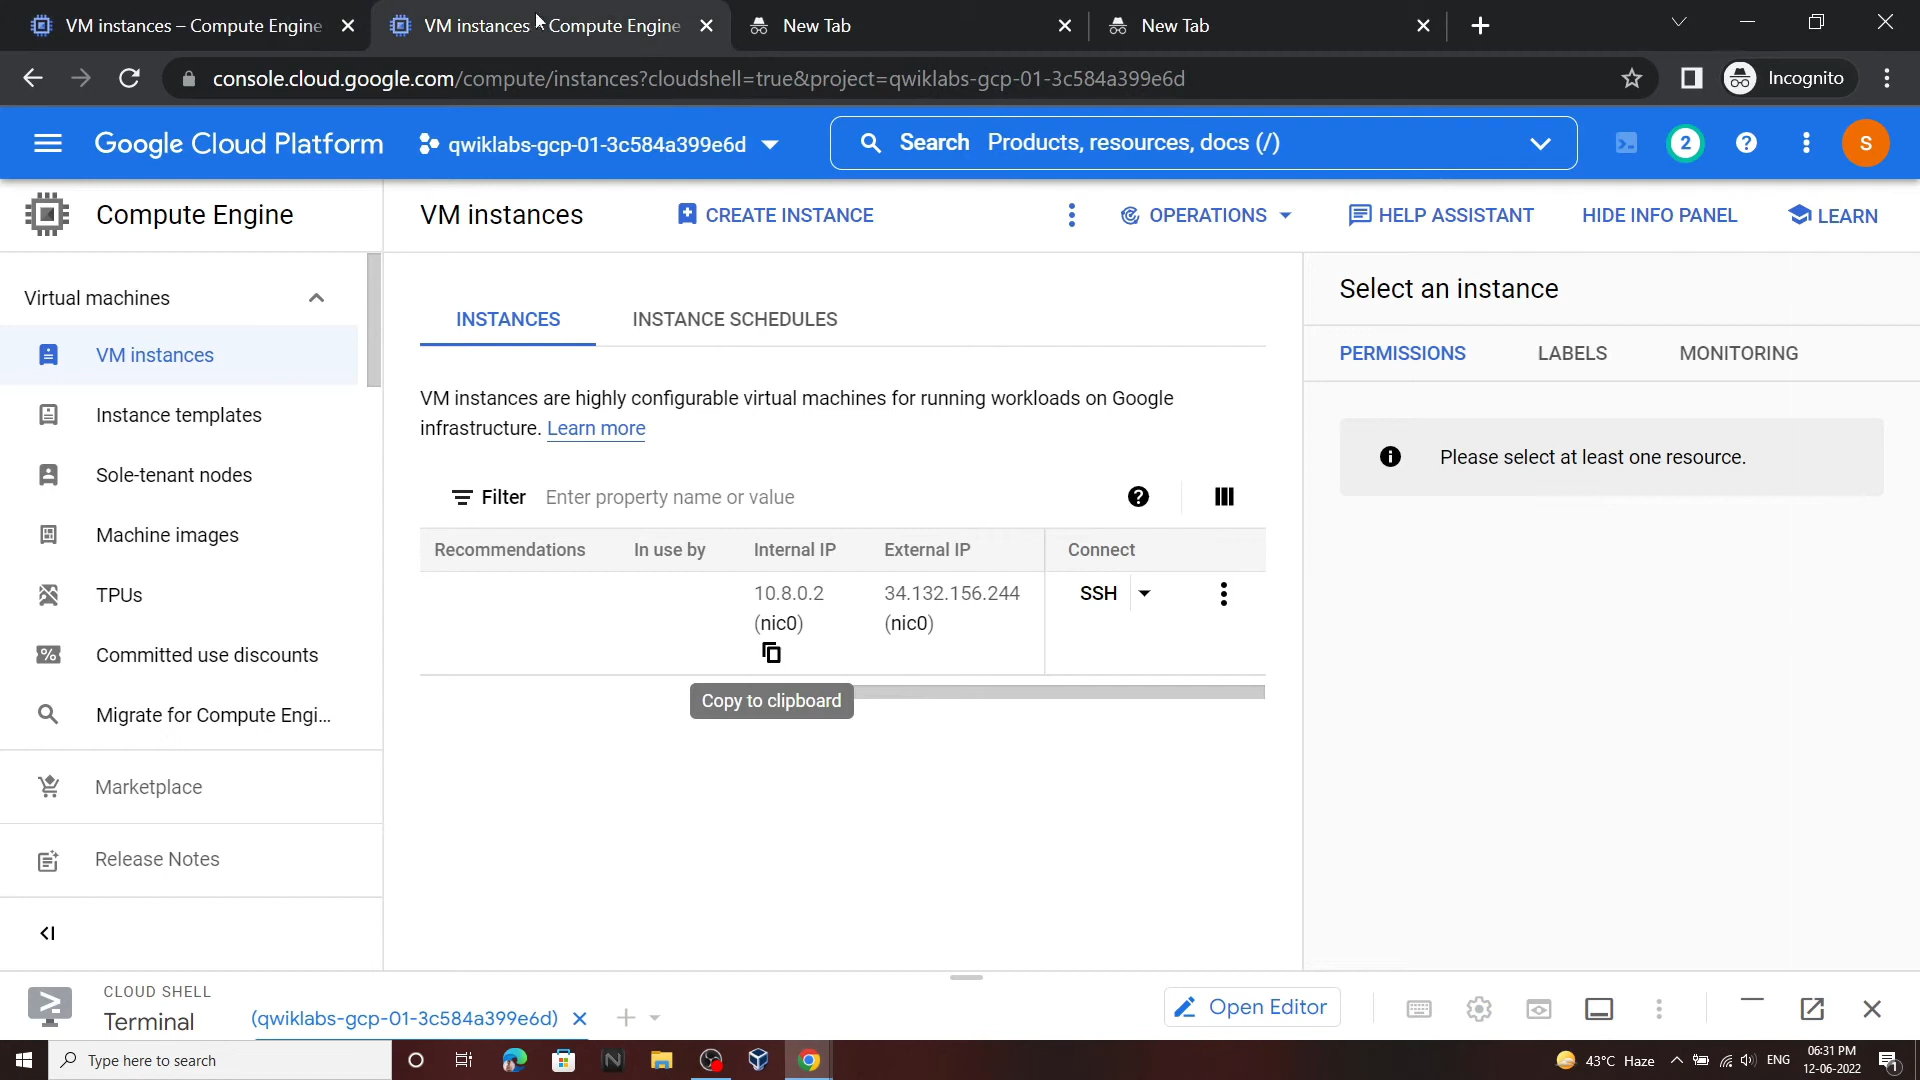 VM instances – Compute Engine
VM instances – Compute Engine
New Tab
New Tab
console.cloud.google.com/compute/instances?cloudshell=true&project=qwiklabs-gcp-01-3c584a399e6d
Incognito
Google Cloud Platform
qwiklabs-gcp-01-3c584a399e6d
Search Products, resources, docs (/)
2
S
Compute Engine
VM instances
CREATE INSTANCE
OPERATIONS
HELP ASSISTANT
HIDE INFO PANEL
LEARN
Virtual machines
VM instances
Instance templates
Sole-tenant nodes
Machine images
TPUs
Committed use discounts
Migrate for Compute Engi...
Marketplace
Release Notes
INSTANCES
INSTANCE SCHEDULES
VM instances are highly configurable virtual machines for running workloads on Google
infrastructure. Learn more
Filter Enter property name or value
Recommendations
In use by
Internal IP
External IP
Connect
10.8.0.2
(nic0)
34.132.156.244
(nic0)
SSH
Copy to clipboard
Select an instance
PERMISSIONS
LABELS
MONITORING
Please select at least one resource.
CLOUD SHELL
Terminal
(qwiklabs-gcp-01-3c584a399e6d)
Open Editor
Type here to search
43°C Haze
ENG
06:31 PM
12-06-2022
1